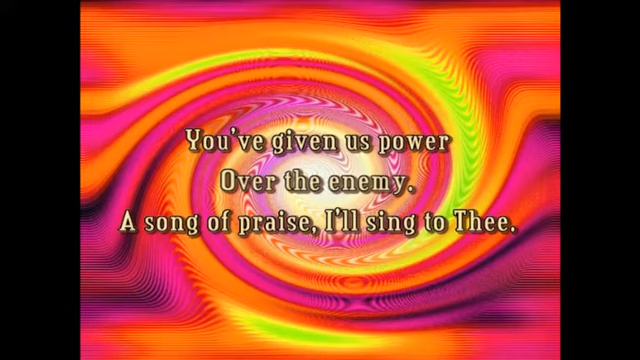 You've given us power
Over the enemy.
A song of praise, I'll sing to Thee.